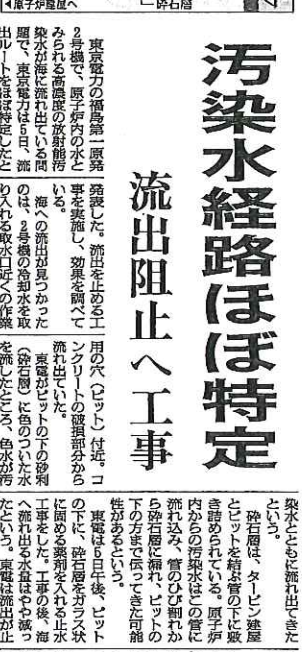 原子炉建屋へ
砕石層
汚染水経路ほぼ特定
流出阻止へ工事
東京電力の福島第一原発
２号機で、原子炉内の水と
みられる高濃度の放射能汚
染水が海に流れ出ている問
題で、東京電力は５日、流
出ルートをほぼ特定したと
発表した。流出を止める工
事を実施し、効果を調べて
いる。
海への流出が見つかった
のは、２号機の冷却水を取
り入れる取水口近くの作業
用の穴（ピット）付近。コ
ンクリートの破損部分から
流れ出ていた。
東電がピットの下の砂利
（砕石層）に色のついた水
を流したところ、色水が汚
染水とともに流れ出てきた
という。
砕石層は、タービン建屋
とピットを結ぶ管の下に敷
き詰められている。原子炉
内からの汚染水はこの管に
流れ込み、管のひび割れか
ら砕石層に漏れ、ピットの
下の方まで伝ってきた可能
性があるという。
東電は５日午後、ピット
の下に、砕石層をガラス状
に固める薬剤を入れる止水
工事をした。工事の後、海
へ流れ出る水量はやや減っ
たという。東電は流出が止